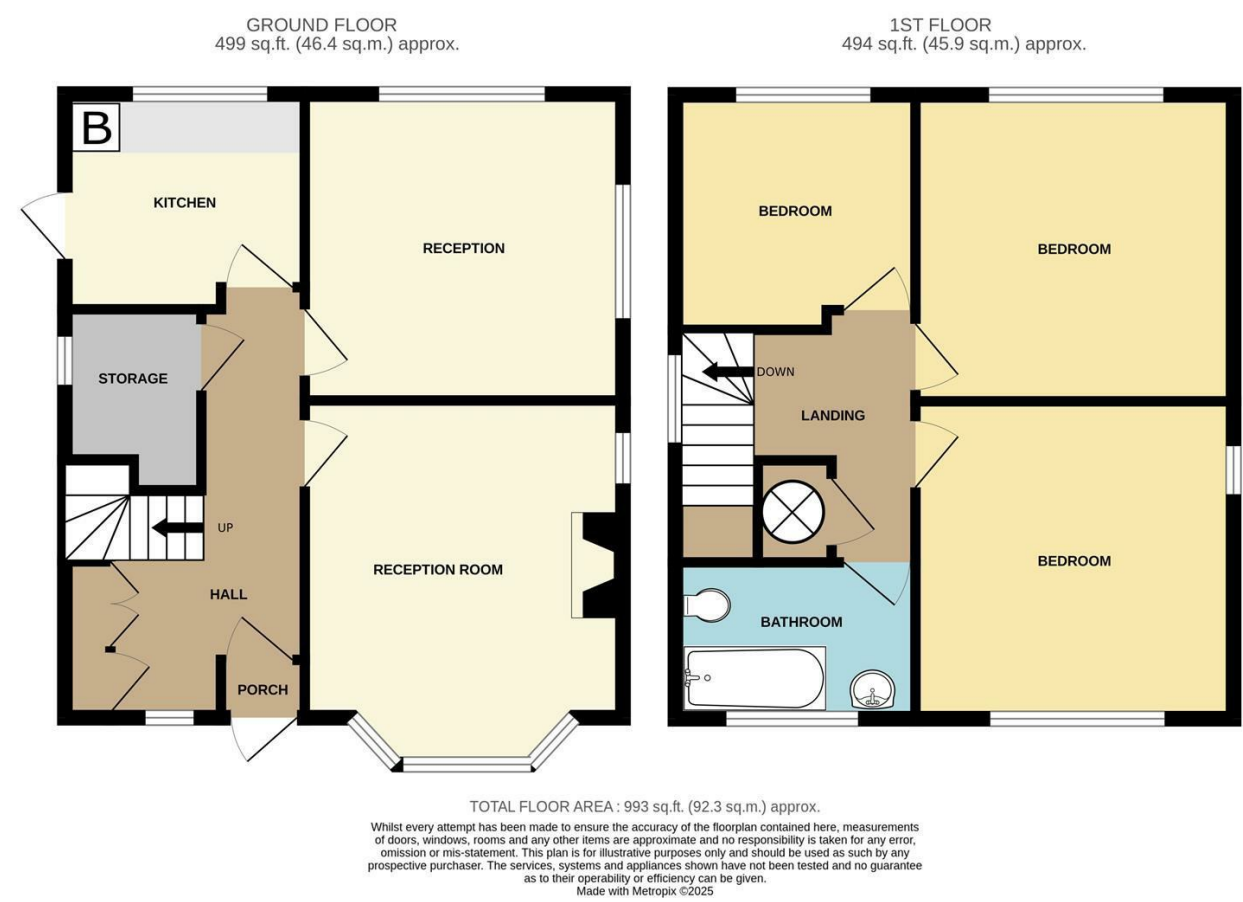 GROUND FLOOR
499 sq.ft. (46.4 sq.m.) approx.
B
KITCHEN
RECEPTION
STORAGE
UP
RECEPTION ROOM
HALL
PORCH
1ST FLOOR
494 sq.ft. (45.9 sq.m.) approx.
BEDROOM
BEDROOM
DOWN
LANDING
BEDROOM
BATHROOM
TOTAL FLOOR AREA : 993 sq.ft. (92.3 sq.m.) approx.
Whilst every attempt has been made to ensure the accuracy of the floorplan contained here, measurements
of doors, windows, rooms and any other items are approximate and no responsibility is taken for any error,
omission or mis-statement. This plan is for illustrative purposes only and should be used as such by any
prospective purchaser. The services, systems and appliances shown have not been tested and no guarantee
as to their operability or efficiency can be given.
Made with Metropix ©2025